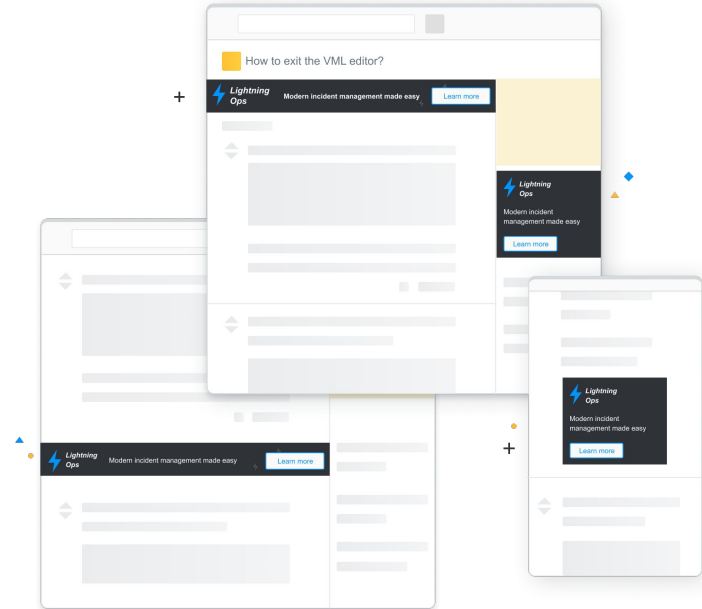 How to exit the VML editor?
Lightning
Ops
Modern incident management made easy
Learn more
Lightning
Ops
Modern incident
management made easy
Learn more
Lightning
Ops
Modern incident
management made easy
Learn more
Lightning
Ops
Modern incident management made easy
Learn more